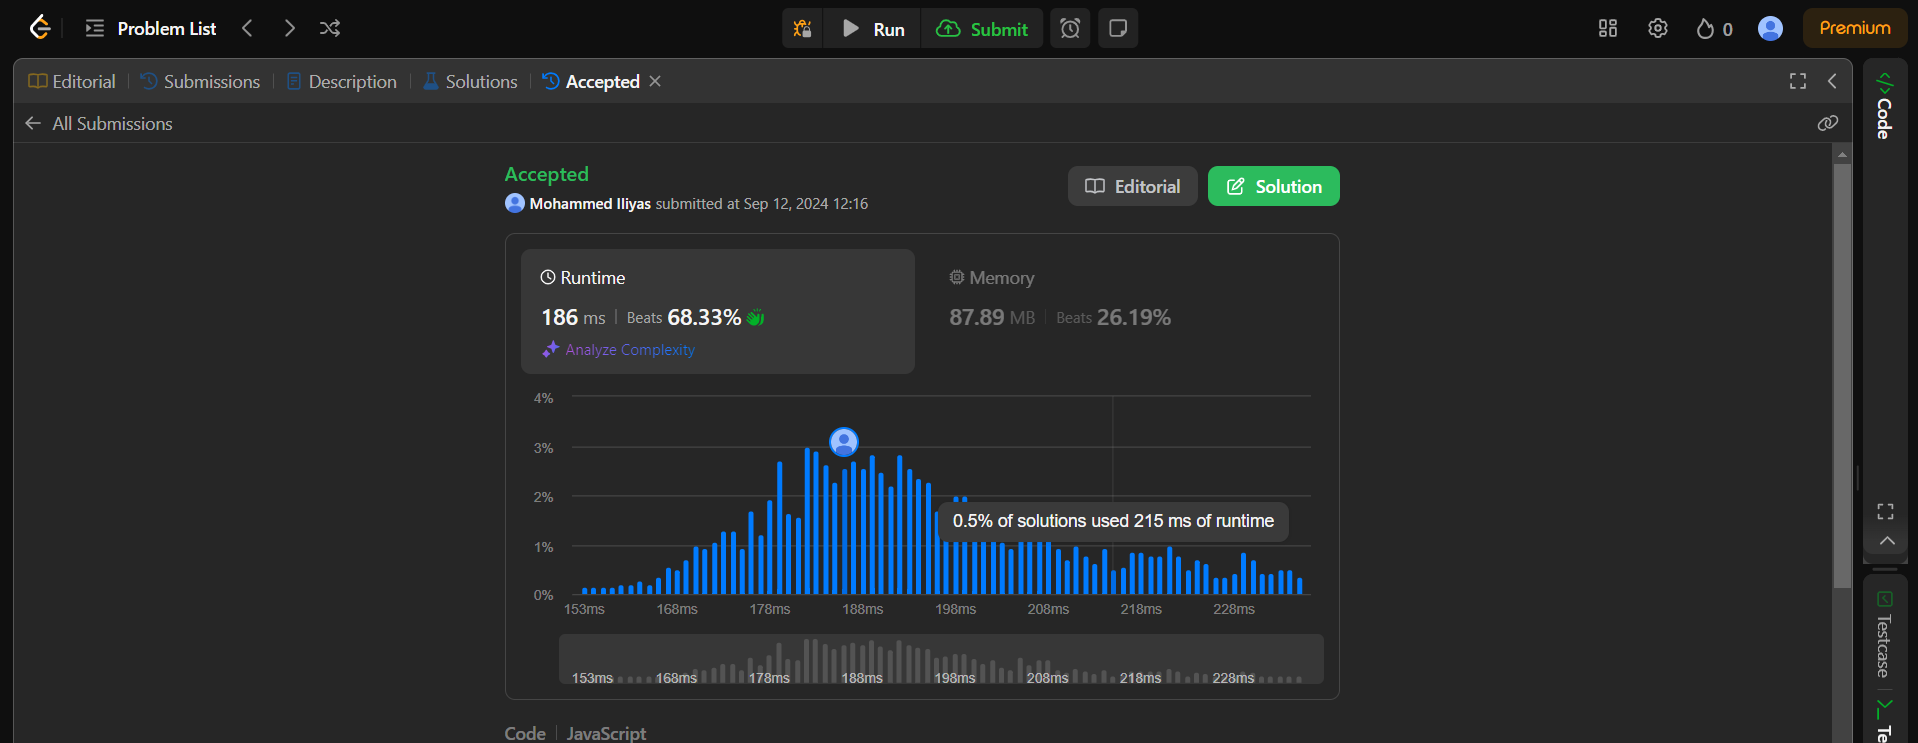 Problem List
Run
Submit
0
Premium
Editorial
Submissions
Description
Solutions
Accepted
All Submissions
Accepted
Mohammed Iliyas submitted at Sep 12, 2024 12:16
Editorial
Solution
Runtime
186 ms | Beats 68.33%
Analyze Complexity
Memory
87.89 MB | Beats 26.19%
4%
3%
2%
1%
0%
0.5% of solutions used 215 ms of runtime
153ms 168ms 178ms 188ms 198ms 208ms 218ms 228ms
153ms 168ms 178ms 188ms 198ms 208ms 218ms 228ms
Code | JavaScript
Code
Testcase
Te